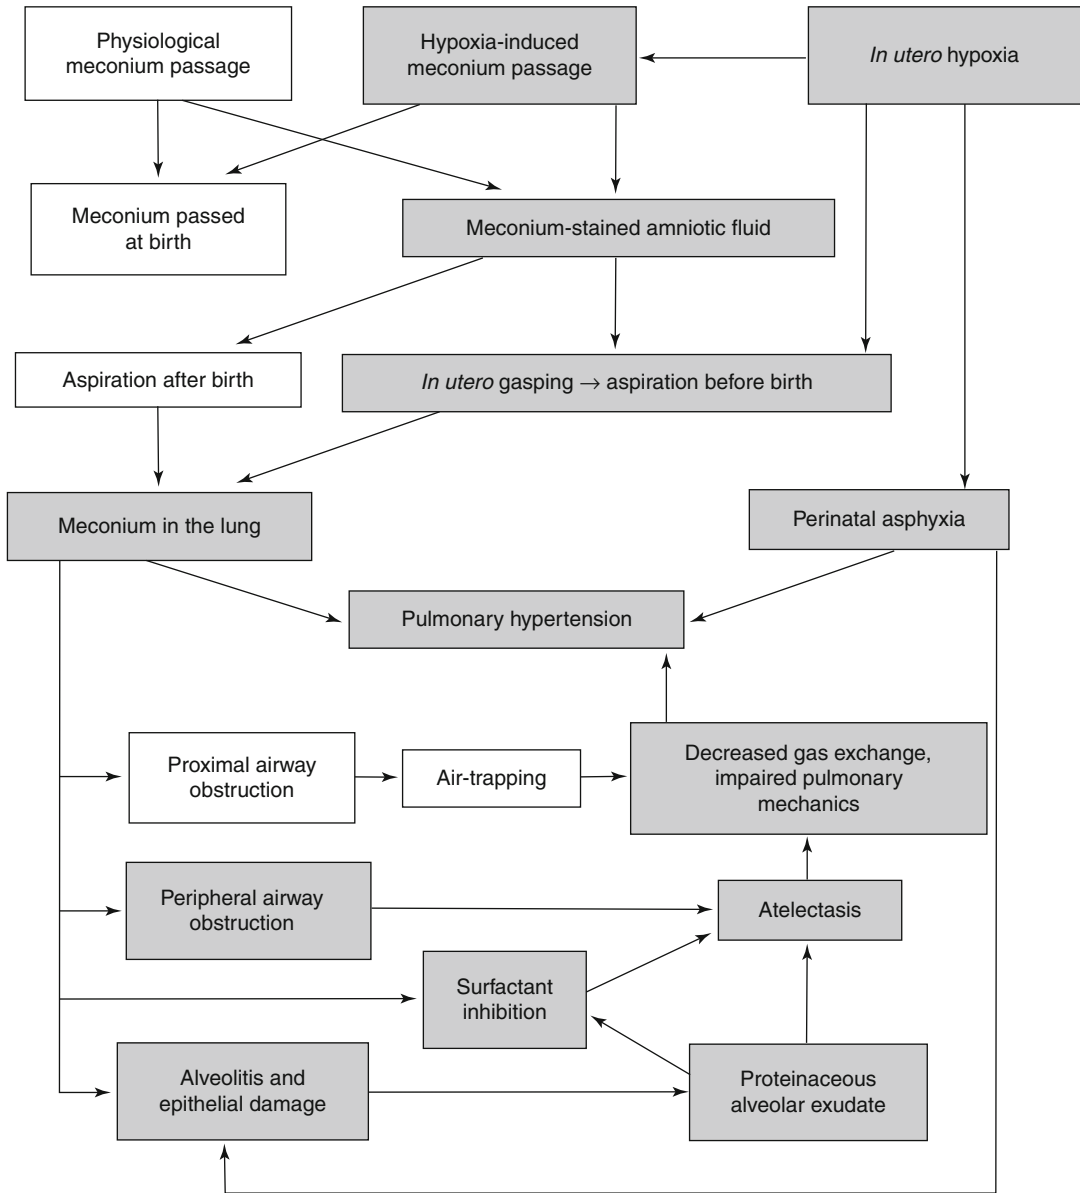 Physiological
meconium passage
Hypoxia-induced
meconium passage
In utero hypoxia
Meconium passed
at birth
Meconium-stained amniotic fluid
Aspiration after birth
In utero gasping → aspiration before birth
Meconium in the lung
Perinatal asphyxia
Pulmonary hypertension
Proximal airway
obstruction
Air-trapping
Decreased gas exchange,
impaired pulmonary
mechanics
Peripheral airway
obstruction
Atelectasis
Surfactant
inhibition
Alveolitis and
epithelial damage
Proteinaceous
alveolar exudate